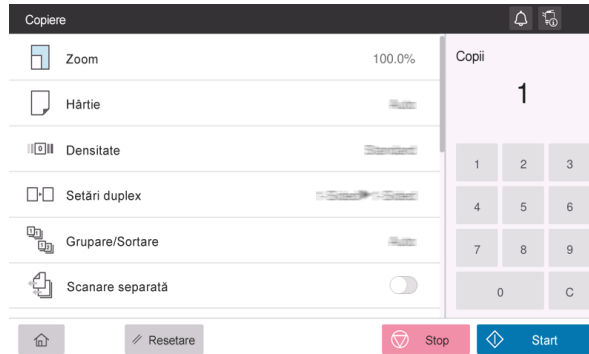 Copiere
Zoom 100.0%
Hârtie
Densitate
Setări duplex
Grupare/Sortare
Scanare separată
Copii
1
1 2 3
4 5 6
7 8 9
0 C
Resetare
Stop
Start